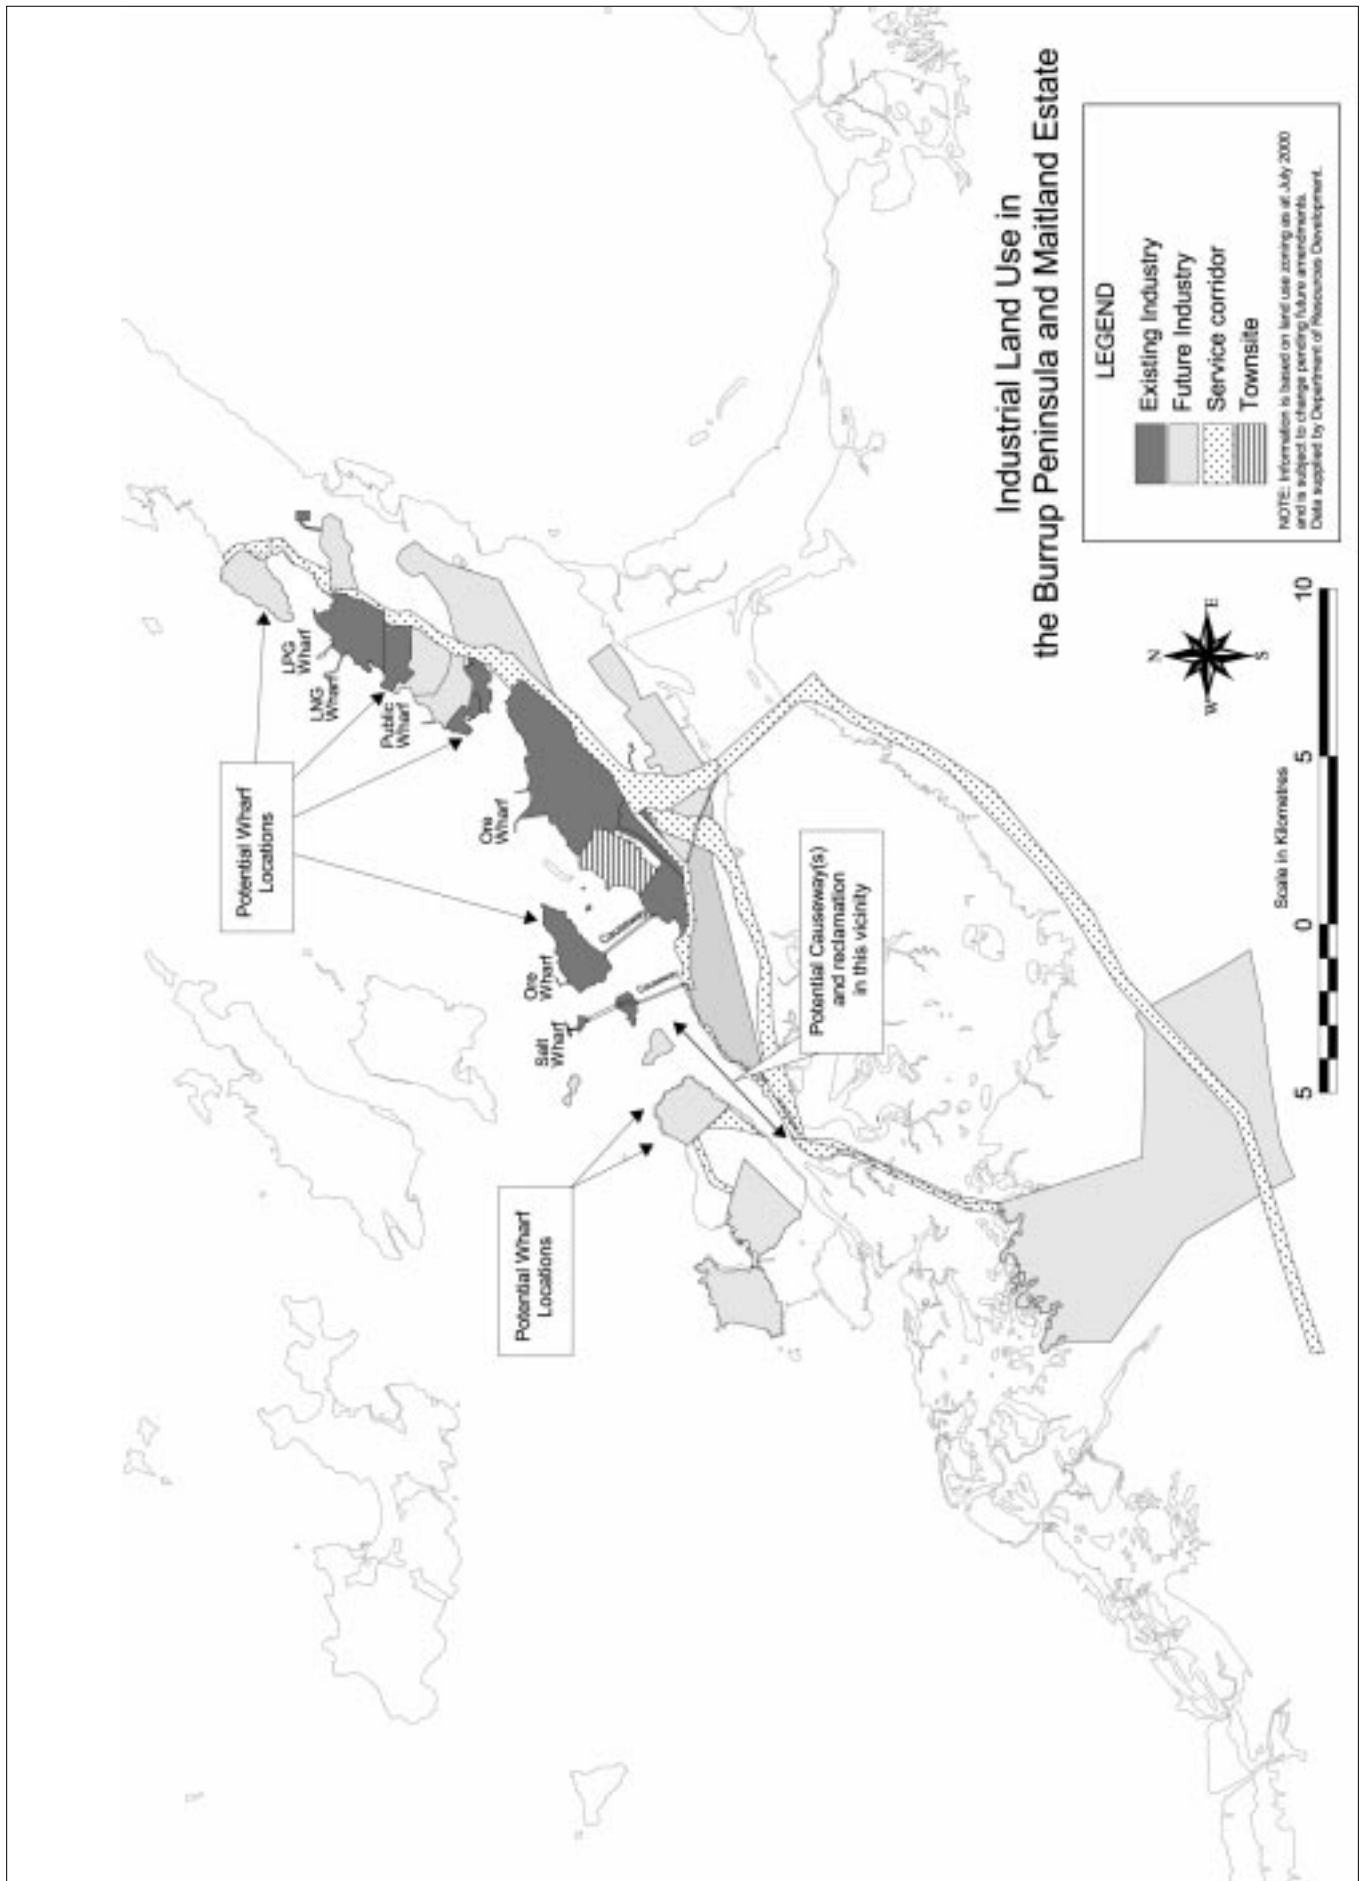 Industrial Land Use in
the Burrup Peninsula and Maitland Estate
LEGEND
Existing Industry
Future Industry
Service corridor
Townsite
NOTE: Information is based on land use zoning as at July 2000
and is subject to change pending future amendments.
Data supplied by Department of Resources Development.
N
E
S
W
Scale in Kilometres
5
0
5
10
Potential Wharf
Locations
LPG
Wharf
LNG
Wharf
Public
Wharf
Ore
Wharf
Ore
Wharf
Salt
Wharf
Causeway
Causeway
Potential Wharf
Locations
Potential Causeway(s)
and reclamation
in this vicinity